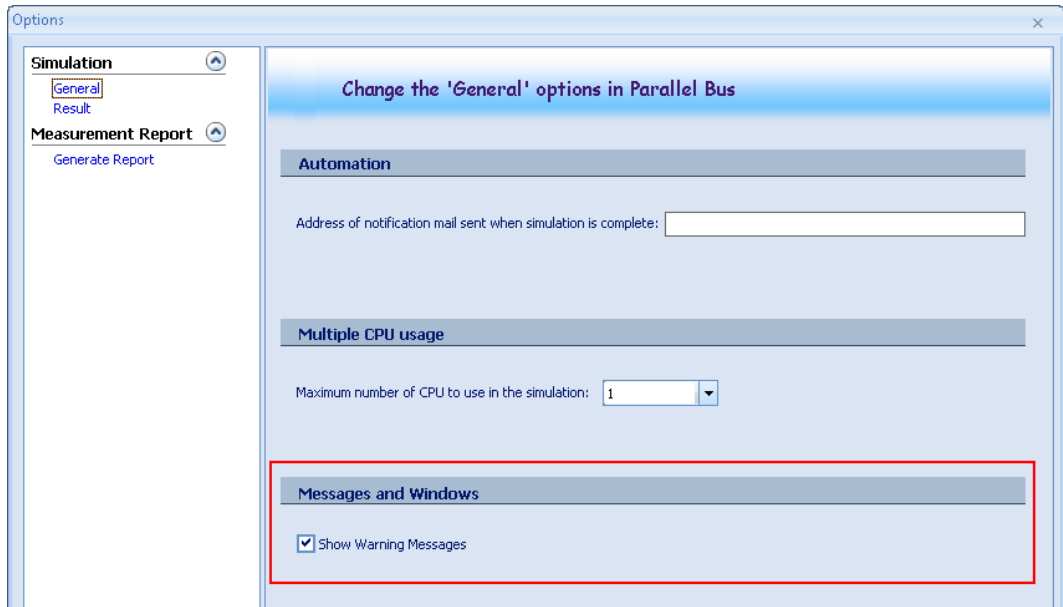 Options
Simulation
General
Result
Measurement Report
Generate Report
Change the 'General' options in Parallel Bus
Automation
Address of notification mail sent when simulation is complete:
Multiple CPU usage
Maximum number of CPU to use in the simulation: 1
Messages and Windows
Show Warning Messages